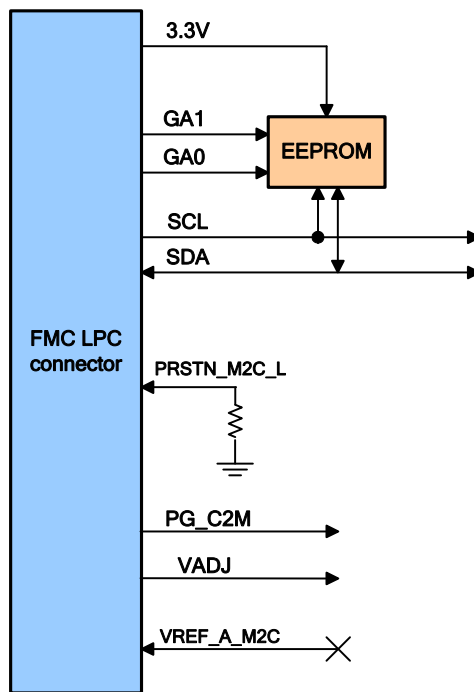 3.3V
GA1
EEPROM
GA0
SCL
SDA
FMC LPC
connector
PRSTN_M2C_L
PG_C2M
VADJ
VREF_A_M2C